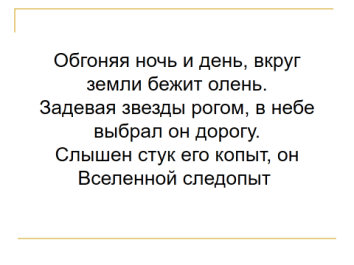 Обгоняя ночь и день, вкруг
земли бежит олень.
Задевая звезды рогом, в небе
выбрал он дорогу.
Слышен стук его копыт, он
Вселенной следопыт